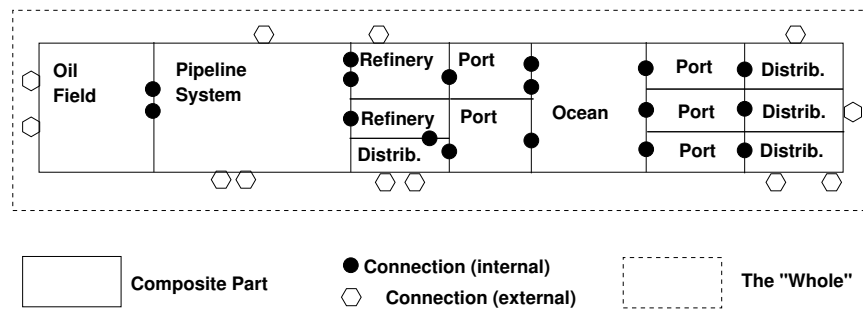 Oil
Field
Pipeline
System
Refinery
Port
Refinery
Port
Distrib.
Ocean
Port
Distrib.
Port
Distrib.
Port
Distrib.
Composite Part
Connection (internal)
Connection (external)
The "Whole"